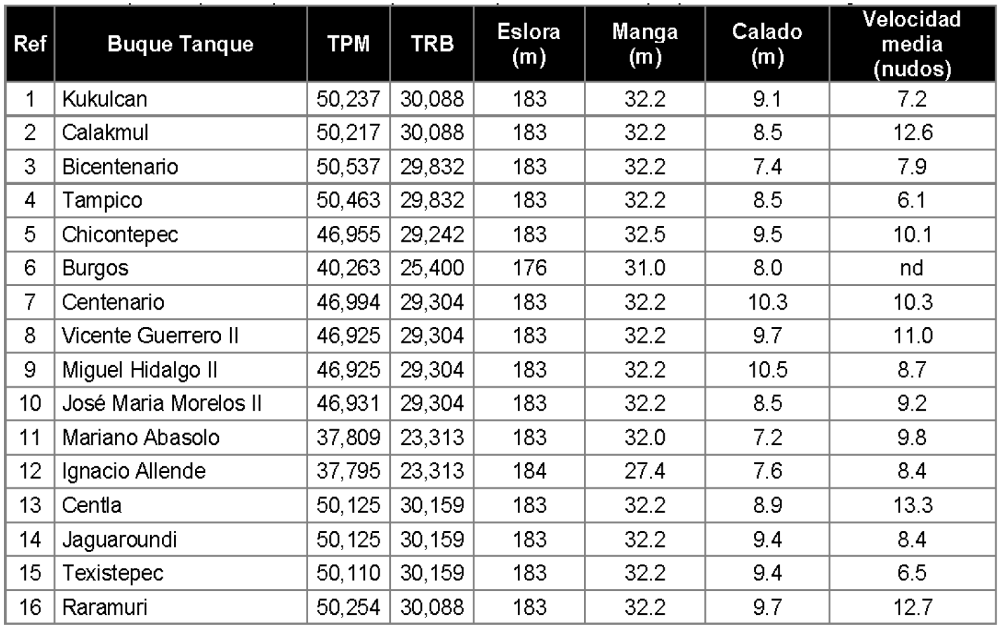 Ref Buque Tanque TPM TRB Eslora (m) Manga (m) Calado (m) Velocidad media (nudos)
1 Kukulcan 50,237 30,088 183 32.2 9.1 7.2
2 Calakmul 50,217 30,088 183 32.2 8.5 12.6
3 Bicentenario 50,537 29,832 183 32.2 7.4 7.9
4 Tampico 50,463 29,832 183 32.2 8.5 6.1
5 Chicontepec 46,955 29,242 183 32.5 9.5 10.1
6 Burgos 40,263 25,400 176 31.0 8.0 nd
7 Centenario 46,994 29,304 183 32.2 10.3 10.3
8 Vicente Guerrero II 46,925 29,304 183 32.2 9.7 11.0
9 Miguel Hidalgo II 46,925 29,304 183 32.2 10.5 8.7
10 José Maria Morelos II 46,931 29,304 183 32.2 8.5 9.2
11 Mariano Abasolo 37,809 23,313 183 32.0 7.2 9.8
12 Ignacio Allende 37,795 23,313 184 27.4 7.6 8.4
13 Centla 50,125 30,159 183 32.2 8.9 13.3
14 Jaguaroundi 50,125 30,159 183 32.2 9.4 8.4
15 Texistepec 50,110 30,159 183 32.2 9.4 6.5
16 Raramuri 50,254 30,088 183 32.2 9.7 12.7